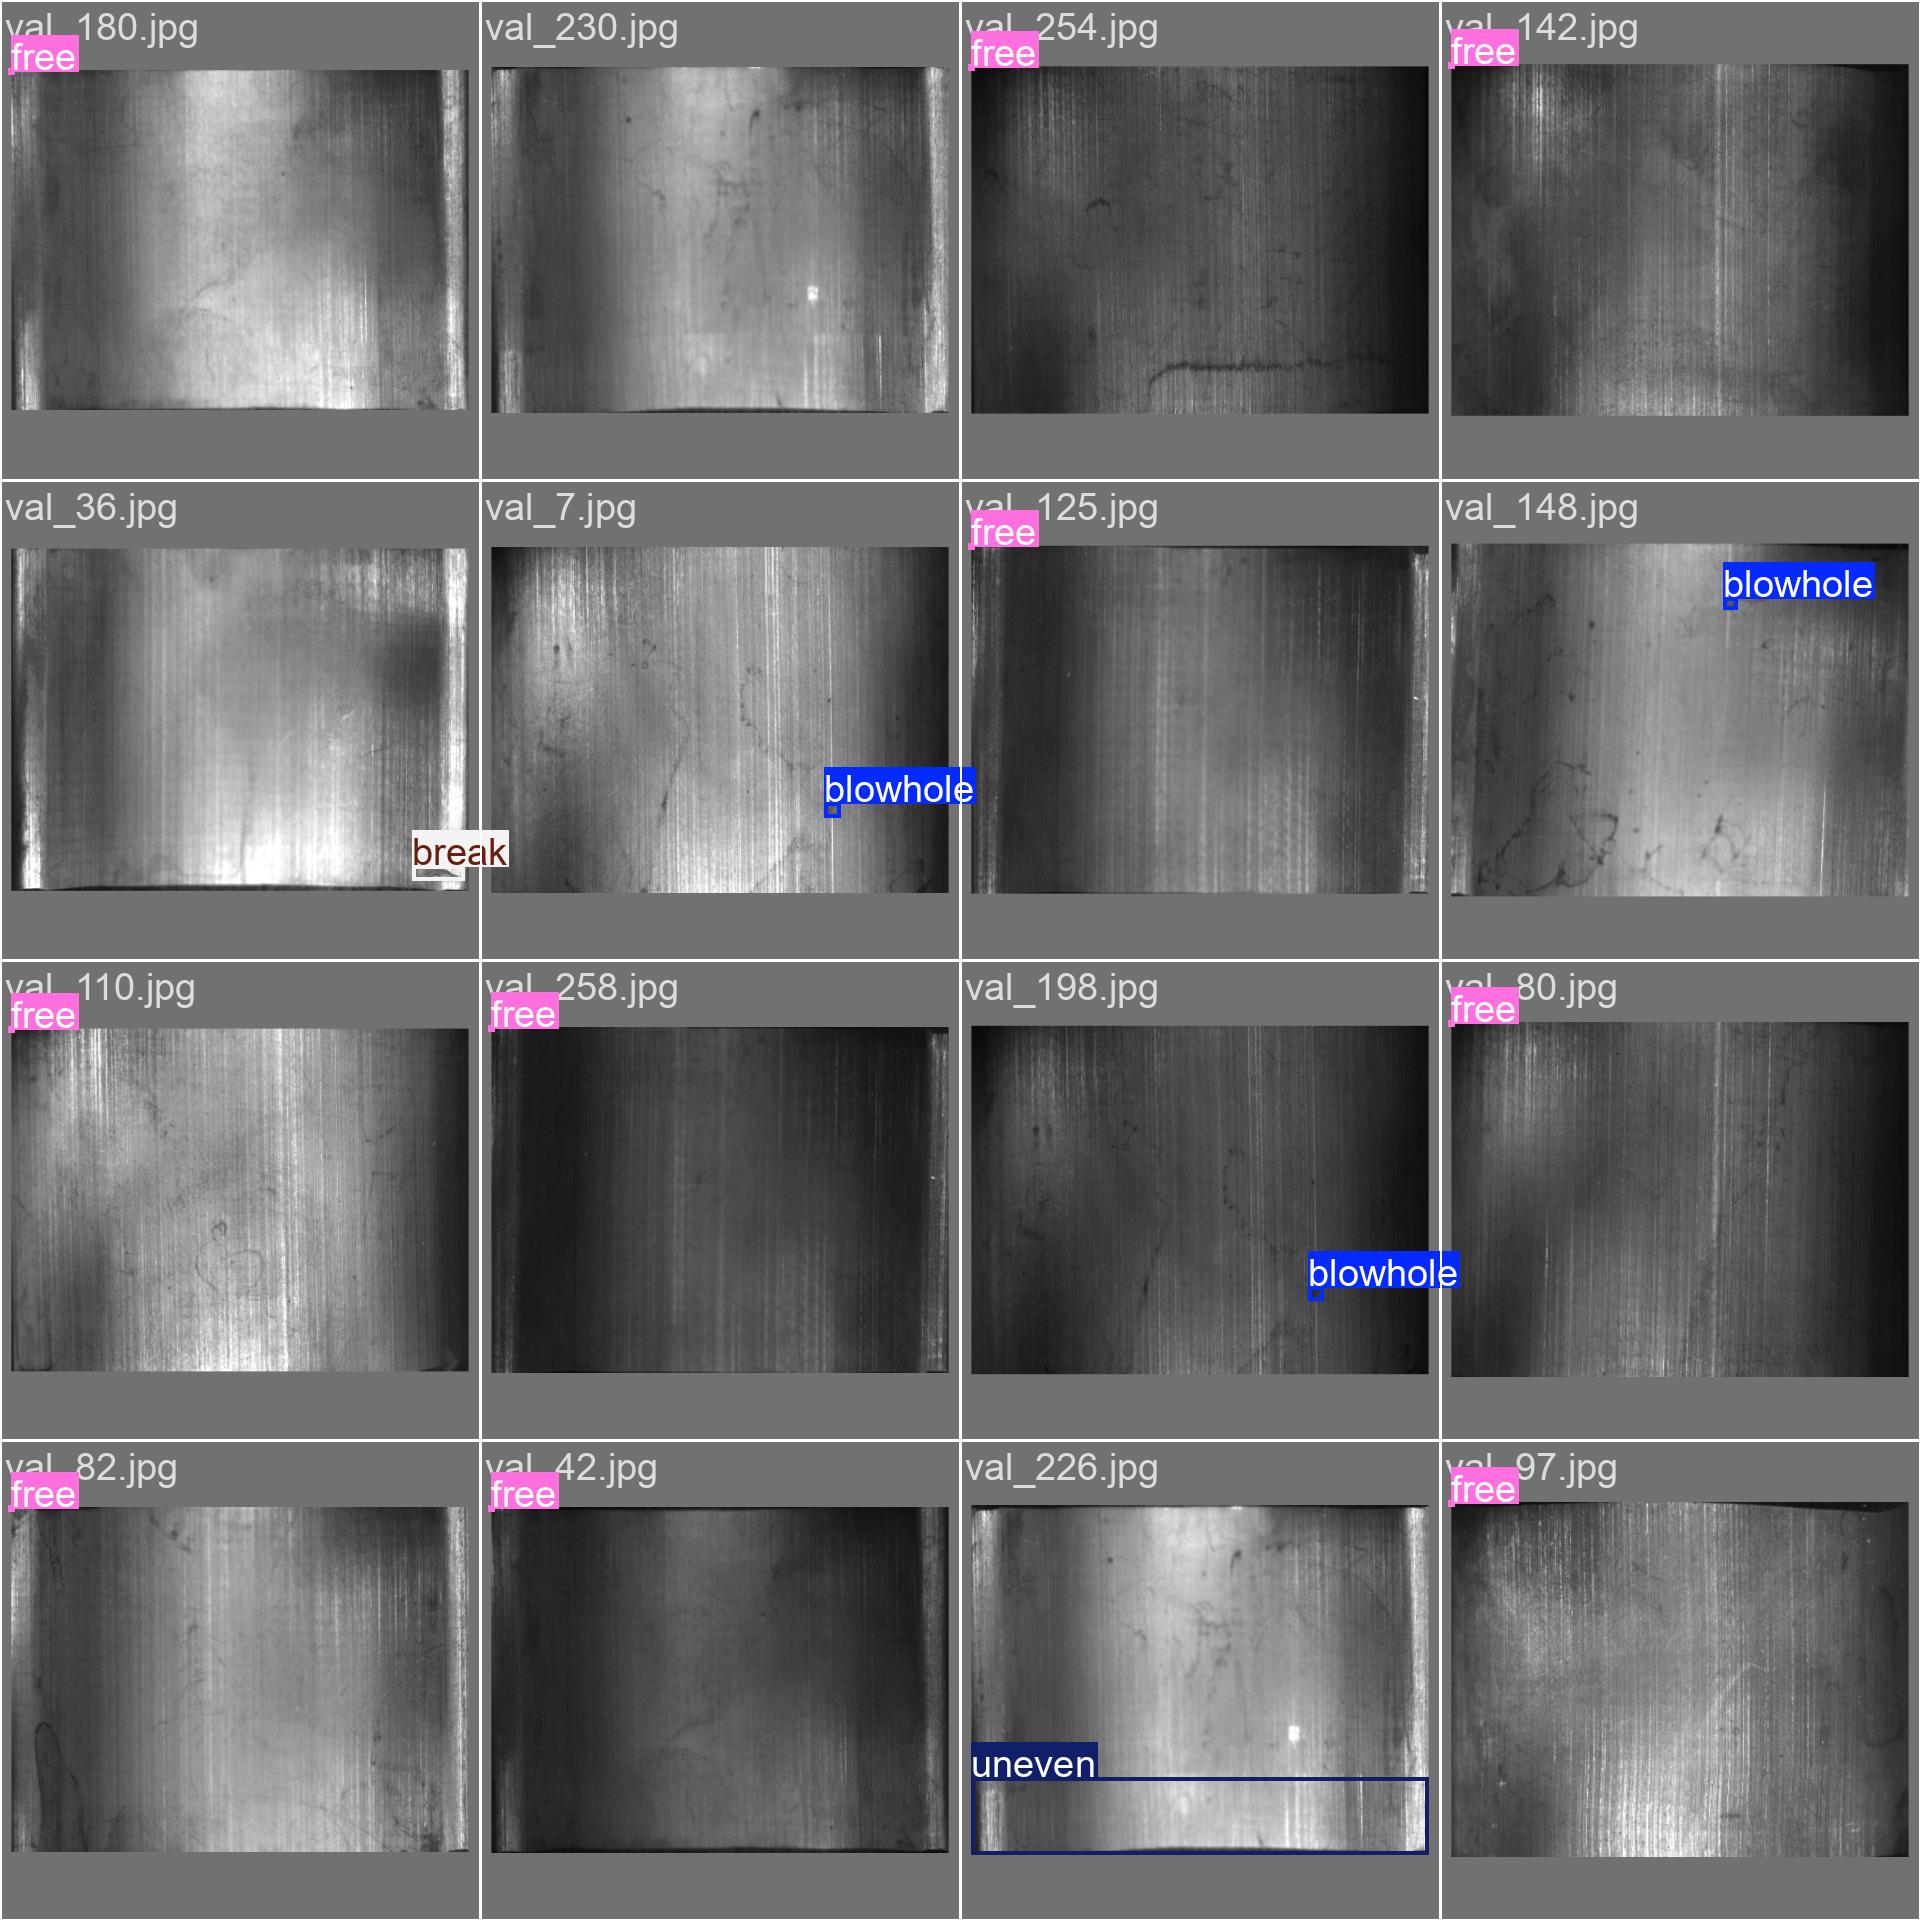 val_180.jpg
free
val_230.jpg
val_254.jpg
free
val_142.jpg
free
val_36.jpg
break
val_7.jpg
blowhole
val_125.jpg
free
val_148.jpg
blowhole
val_110.jpg
free
val_258.jpg
free
val_198.jpg
blowhole
val_80.jpg
free
val_82.jpg
free
val_42.jpg
free
val_226.jpg
uneven
val_97.jpg
free